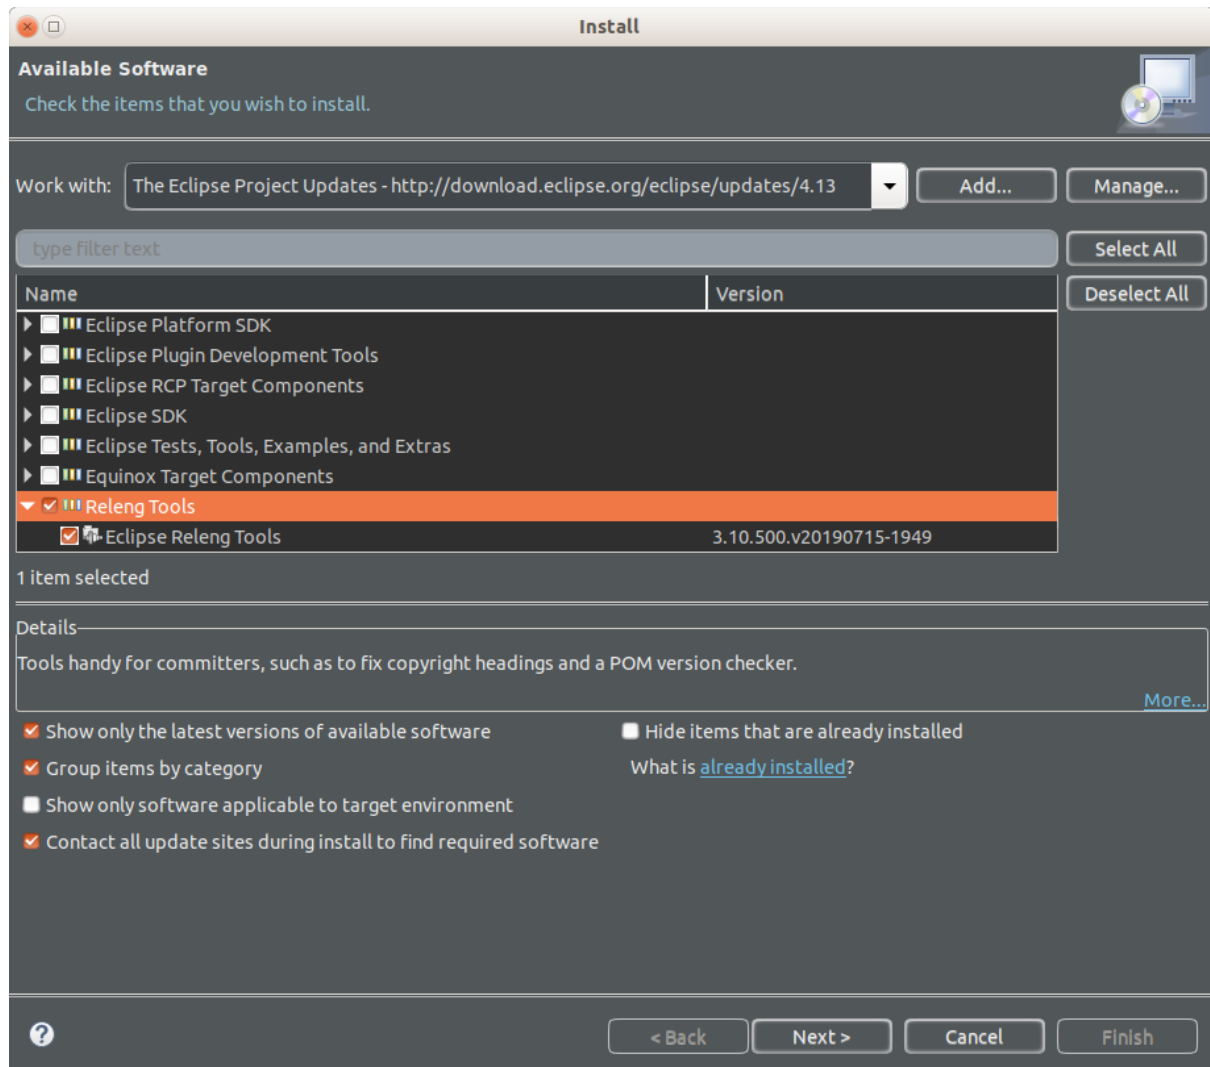 Install
Available Software
Check the items that you wish to install.
Work with: The Eclipse Project Updates - http://download.eclipse.org/eclipse/updates/4.13 Add... Manage...
type filter text Select All
Name Version Deselect All
Eclipse Platform SDK
Eclipse Plugin Development Tools
Eclipse RCP Target Components
Eclipse SDK
Eclipse Tests, Tools, Examples, and Extras
Equinox Target Components
Releng Tools
Eclipse Releng Tools 3.10.500.v20190715-1949
1 item selected
Details
Tools handy for committers, such as to fix copyright headings and a POM version checker.
More...
Show only the latest versions of available software Hide items that are already installed
Group items by category What is already installed?
Show only software applicable to target environment
Contact all update sites during install to find required software
? < Back Next > Cancel Finish